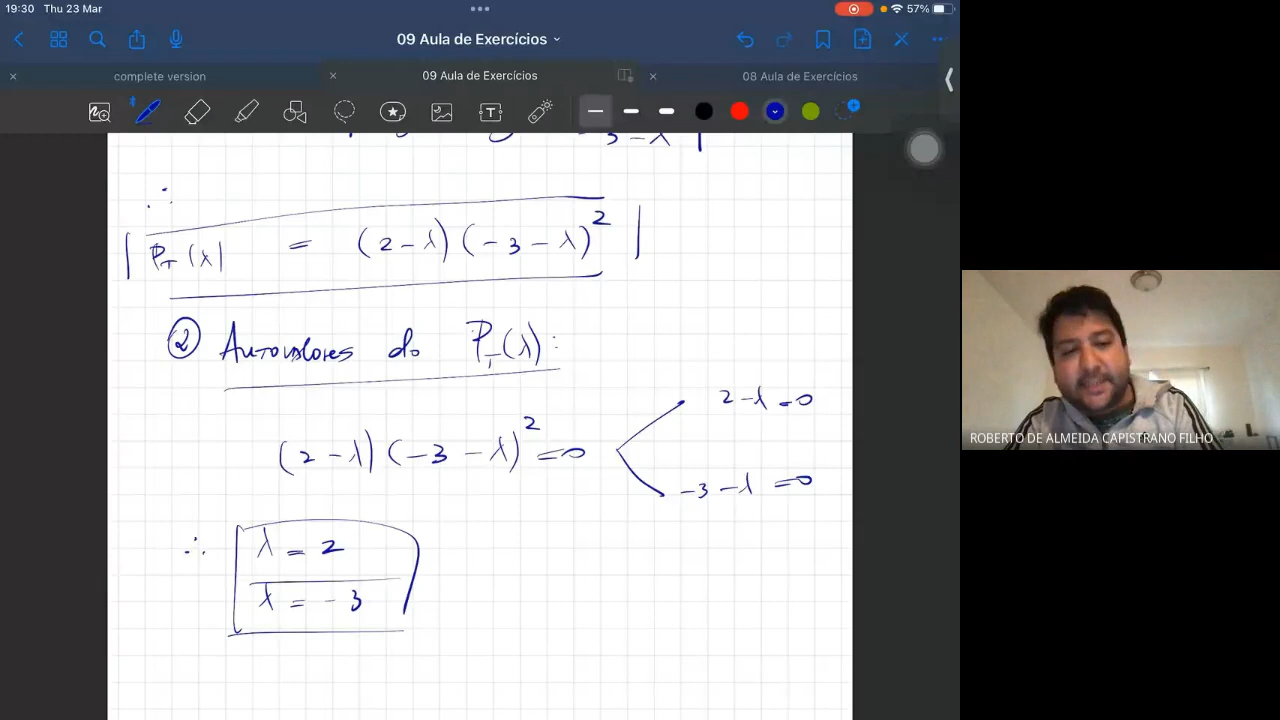 19:30 Thu 23 Mar
57%
09 Aula de Exercícios
complete version
09 Aula de Exercícios
08 Aula de Exercícios
T
3 - λ
∴
P_T(λ) = (2 - λ)(-3 - λ)²
② Autovalores do P_T(λ):
(2 - λ)(-3 - λ)² = 0
2 - λ = 0
-3 - λ = 0
∴ λ = 2
λ = -3
ROBERTO DE ALMEIDA CAPISTRANO FILHO